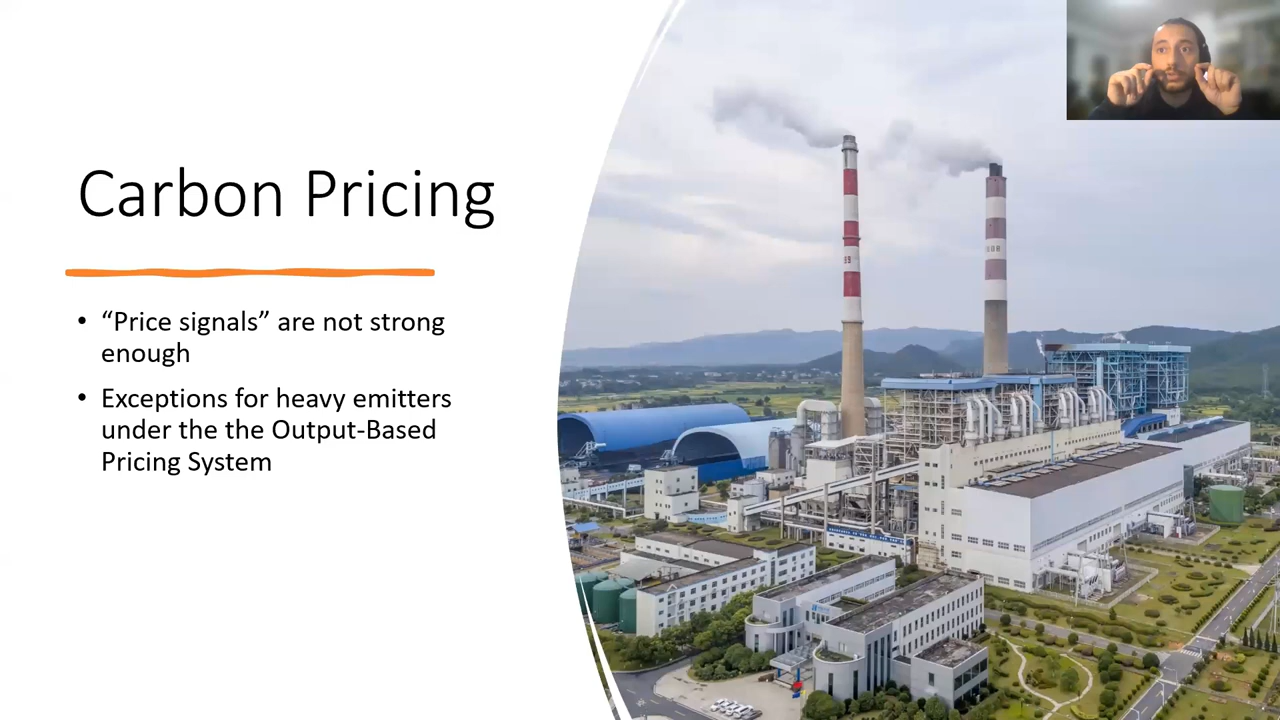 Carbon Pricing
• “Price signals” are not strong
enough
• Exceptions for heavy emitters
under the the Output-Based
Pricing System